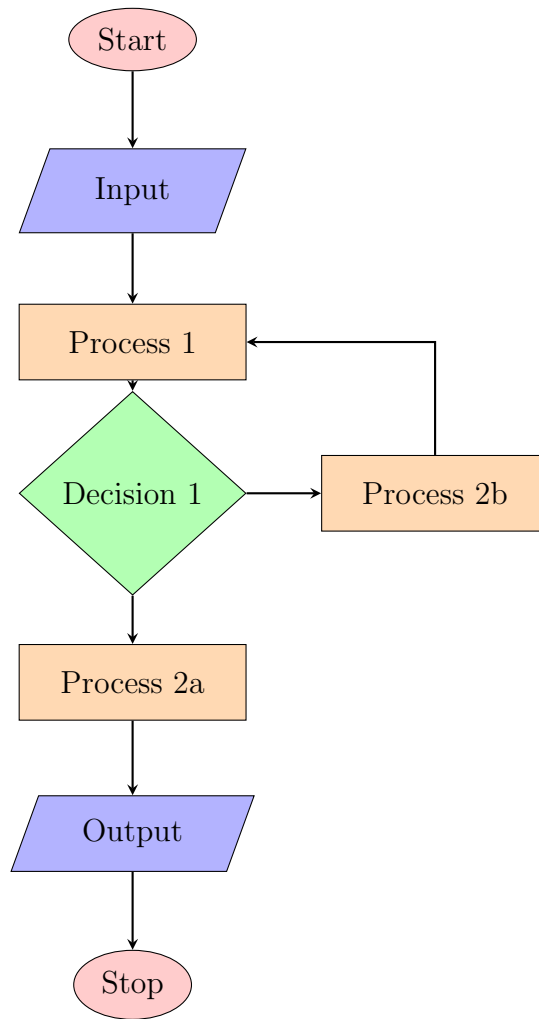 Start
Input
Process 1
Decision 1
Process 2b
Process 2a
Output
Stop